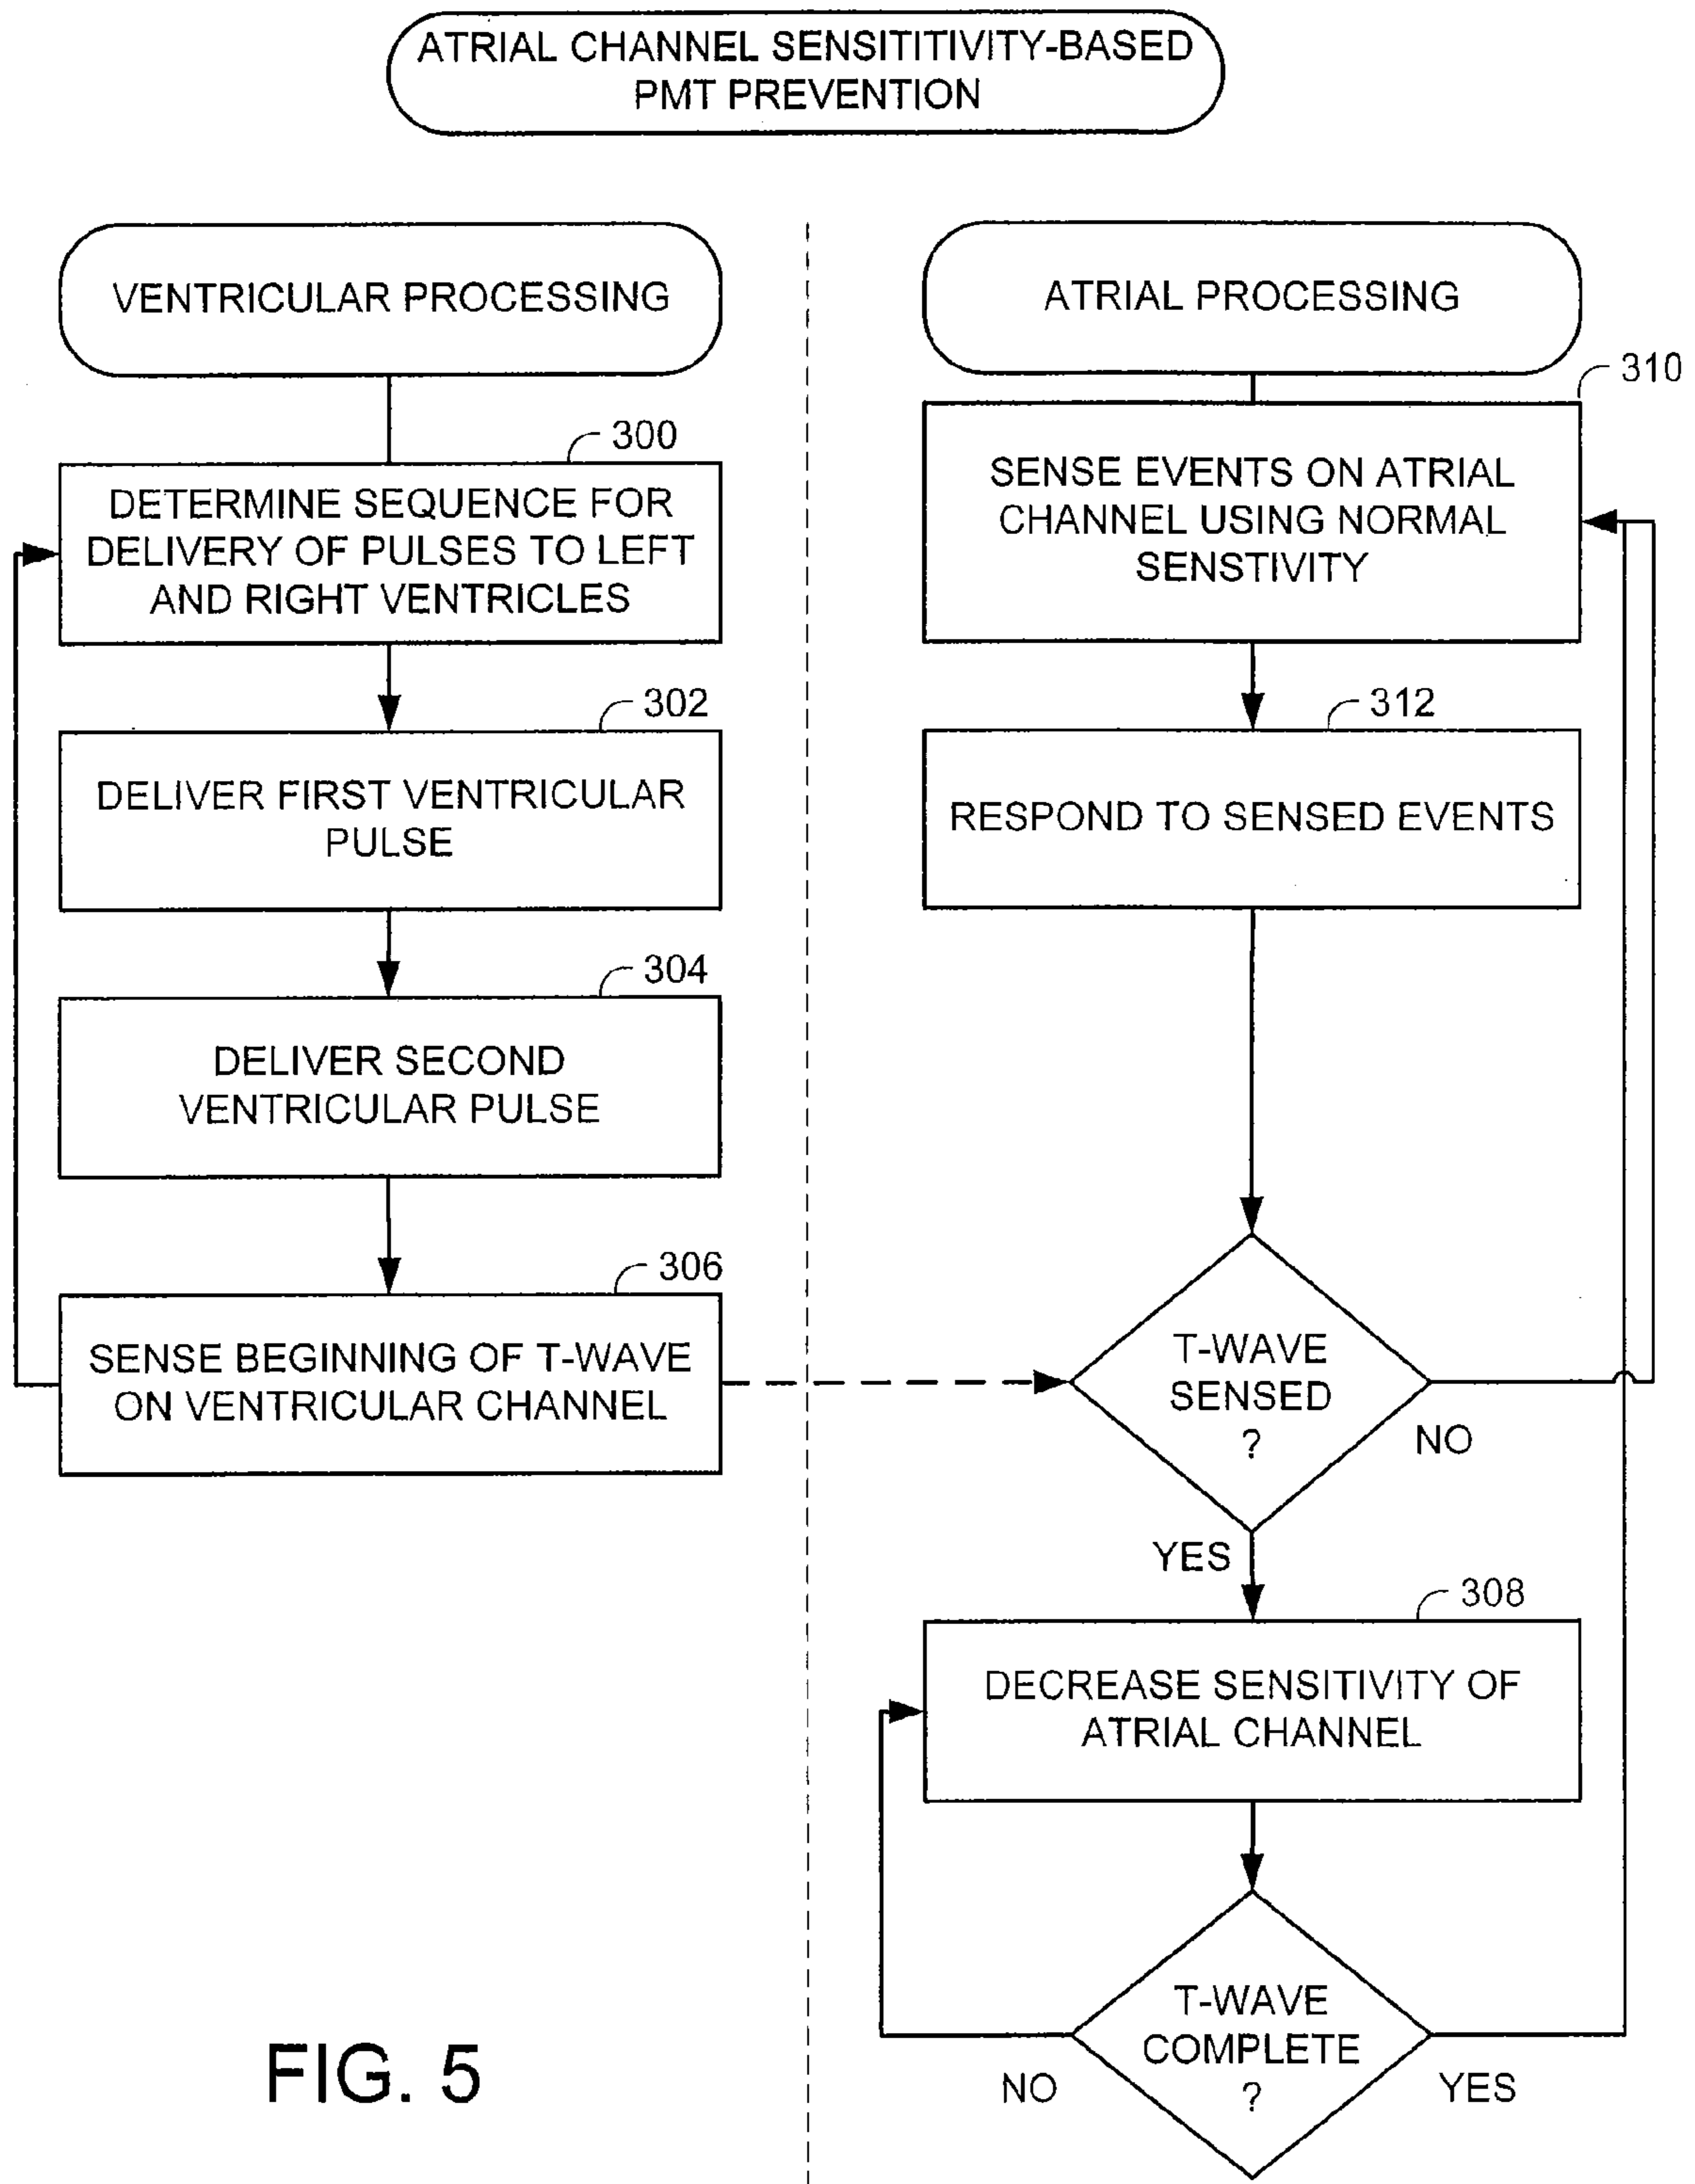 ATRIAL CHANNEL SENSITITIVITY-BASED
PMT PREVENTION
VENTRICULAR PROCESSING
300
DETERMINE SEQUENCE FOR
DELIVERY OF PULSES TO LEFT
AND RIGHT VENTRICLES
302
DELIVER FIRST VENTRICULAR
PULSE
304
DELIVER SECOND
VENTRICULAR PULSE
306
SENSE BEGINNING OF T-WAVE
ON VENTRICULAR CHANNEL
ATRIAL PROCESSING
310
SENSE EVENTS ON ATRIAL
CHANNEL USING NORMAL
SENSTIVITY
312
RESPOND TO SENSED EVENTS
T-WAVE
SENSED
?
NO
YES
308
DECREASE SENSITIVITY OF
ATRIAL CHANNEL
T-WAVE
COMPLETE
?
NO
YES
FIG. 5